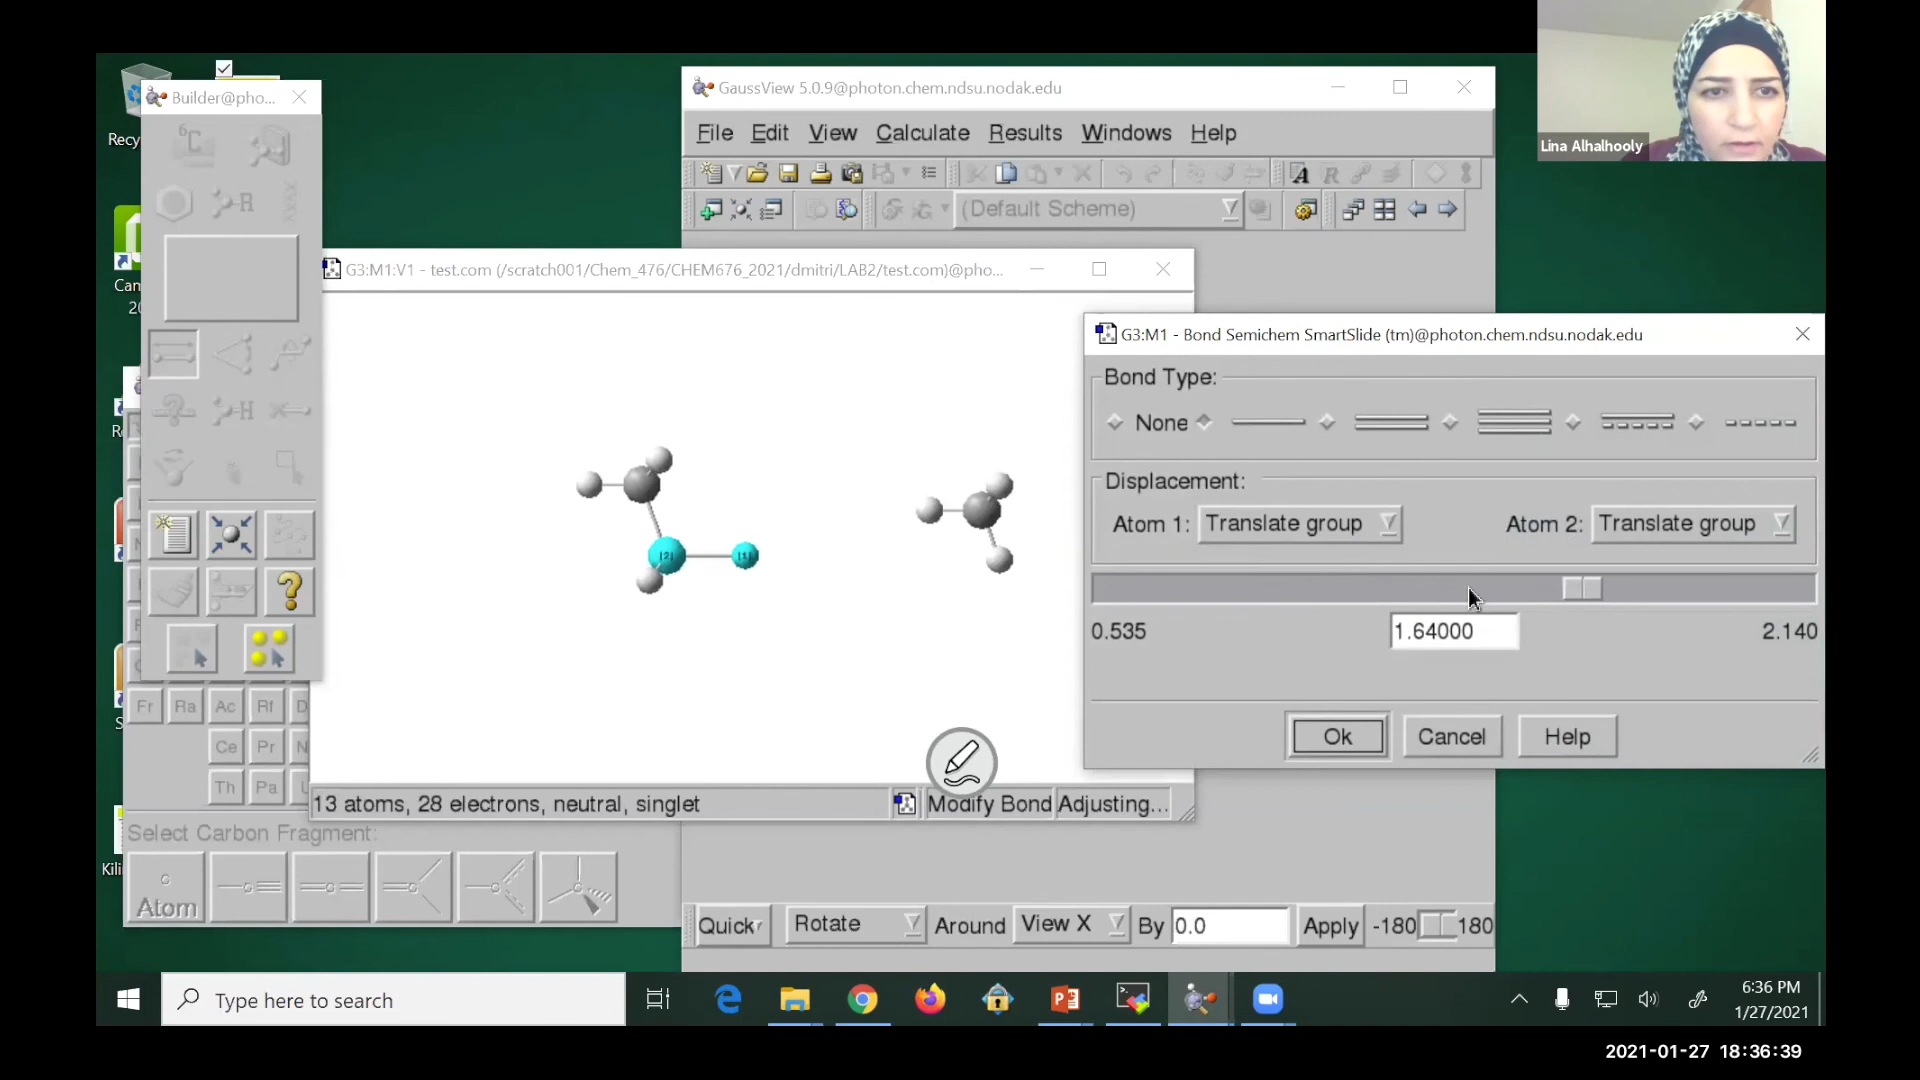 Lina Alhalhooly
Recy
Builder@pho...
GaussView 5.0.9@photon.chem.ndsu.nodak.edu
File Edit View Calculate Results Windows Help
(Default Scheme)
G3:M1:V1 - test.com (/scratch001/Chem_476/CHEM676_2021/dmitri/LAB2/test.com)@pho...
G3:M1 - Bond Semichem SmartSlide (tm)@photon.chem.ndsu.nodak.edu
Bond Type:
None
Displacement:
Atom 1: Translate group Atom 2: Translate group
0.535 1.64000 2.140
Ok Cancel Help
Cam
20
6C
R
H
|2| |1|
Fr Ra Ac Rf D
Ce Pr N
Th Pa
13 atoms, 28 electrons, neutral, singlet Modify Bond Adjusting...
Select Carbon Fragment:
Kili
Atom
Quick Rotate Around View X By 0.0 Apply -180 180
Type here to search
6:36 PM
1/27/2021
2021-01-27 18:36:39